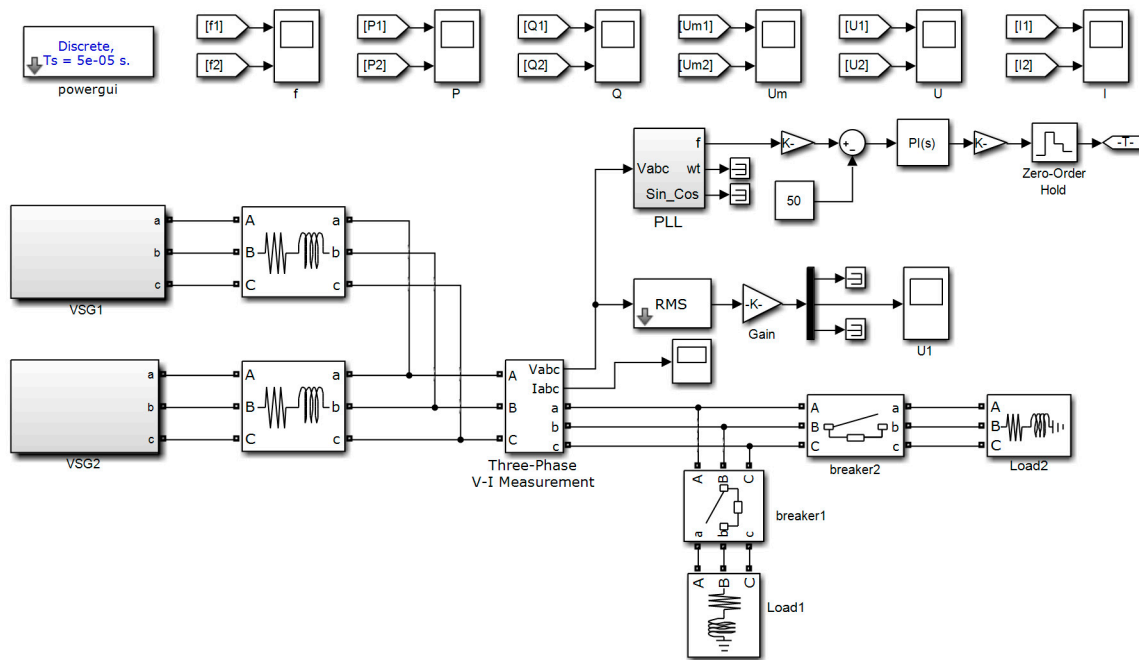 Discrete,
Ts = 5e-05 s.
powergui
[f1]
[f2]
f
[P1]
[P2]
P
[Q1]
[Q2]
Q
[Um1]
[Um2]
Um
[U1]
[U2]
U
[I1]
[I2]
I
Vabc
f
wt
Sin_Cos
PLL
K-
+
-
50
PI(s)
K-
Zero-Order
Hold
-T-
a
b
c
VSG1
A
B
C
a
b
c
RMS
-K-
Gain
U1
a
b
c
VSG2
A
B
C
a
b
c
A
B
C
Vabc
Iabc
a
b
c
Three-Phase
V-I Measurement
A
B
C
a
b
c
breaker2
A
B
C
Load2
A
B
C
a
b
c
breaker1
A
B
C
Load1